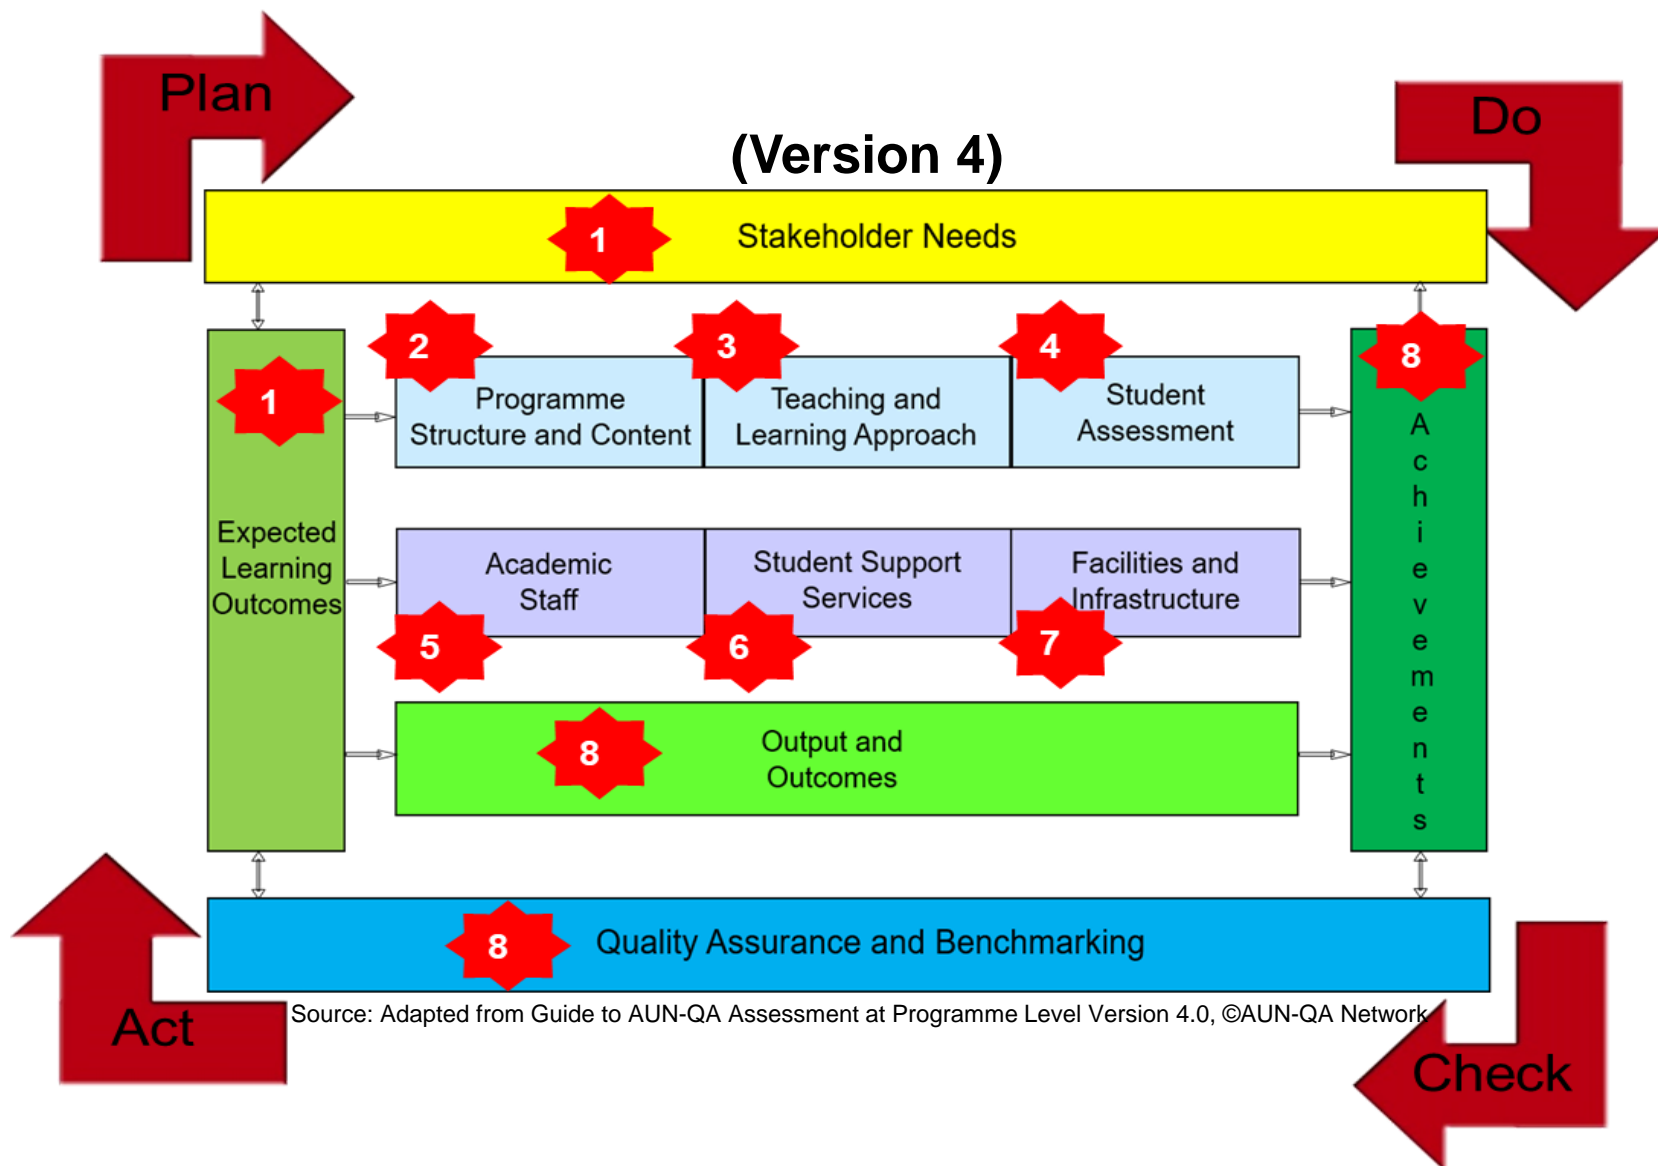 Plan
Do
(Version 4)
1
Stakeholder Needs
2
3
4
8
1
Programme
Structure and Content
Teaching and
Learning Approach
Student
Assessment
Expected
Learning
Outcomes
Academic
Staff
Student Support
Services
Facilities and
Infrastructure
5
6
7
8
Output and
Outcomes
A
c
h
i
e
v
e
m
e
n
t
s
8
Quality Assurance and Benchmarking
Source: Adapted from Guide to AUN-QA Assessment at Programme Level Version 4.0, ©AUN-QA Network
Act
Check